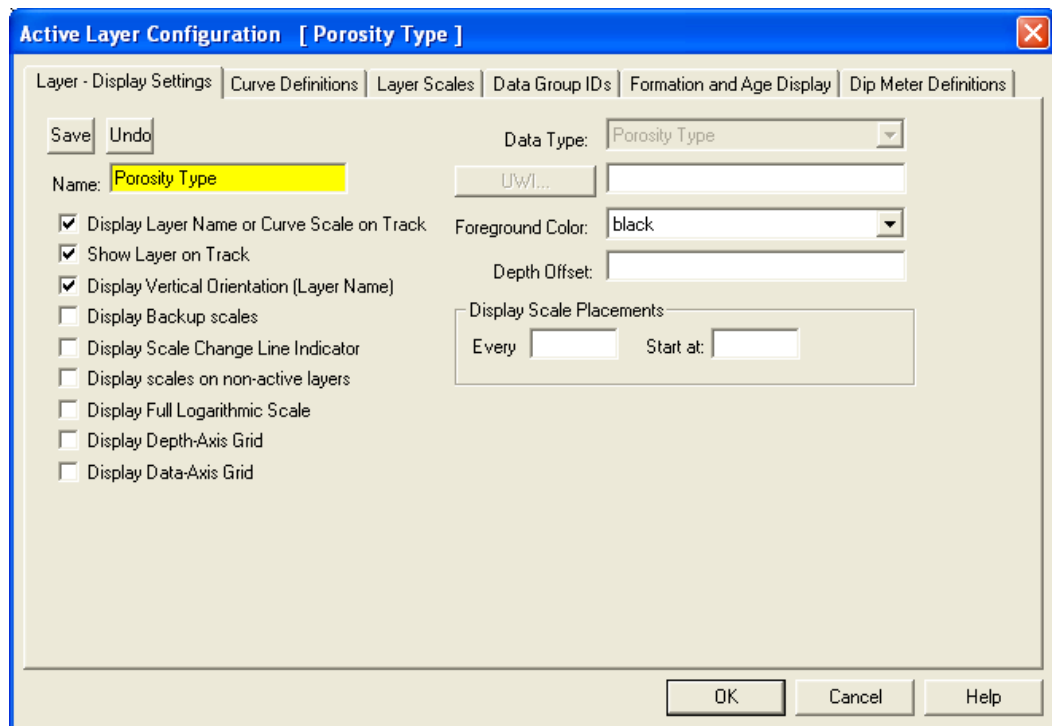 Active Layer Configuration [ Porosity Type ]
Layer - Display Settings Curve Definitions Layer Scales Data Group IDs Formation and Age Display Dip Meter Definitions
Save Undo
Name: Porosity Type
Display Layer Name or Curve Scale on Track
Show Layer on Track
Display Vertical Orientation (Layer Name)
Display Backup scales
Display Scale Change Line Indicator
Display scales on non-active layers
Display Full Logarithmic Scale
Display Depth-Axis Grid
Display Data-Axis Grid
Data Type: Porosity Type
UWI...
Foreground Color: black
Depth Offset:
Display Scale Placements
Every Start at:
OK Cancel Help